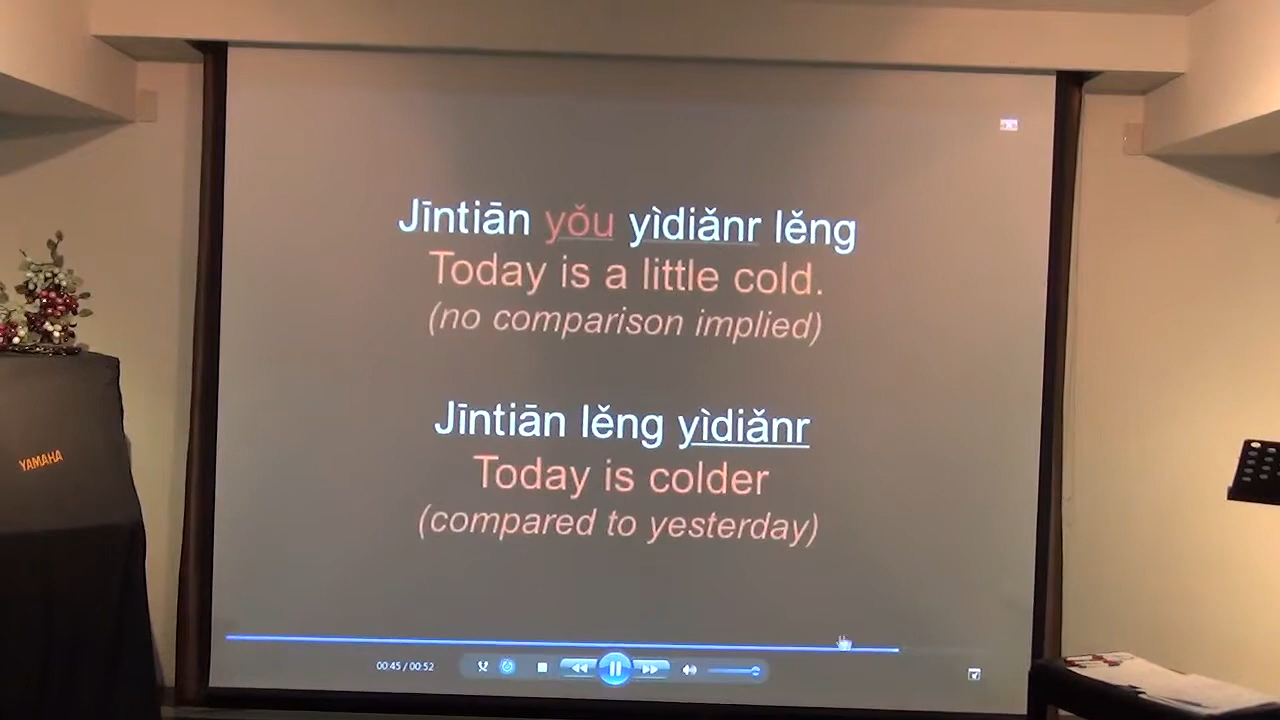 Jīntiān yǒu yìdiǎnr lěng
Today is a little cold.
(no comparison implied)
Jīntiān lěng yìdiǎnr
Today is colder
(compared to yesterday)
YAMAHA
00:45 / 00:52